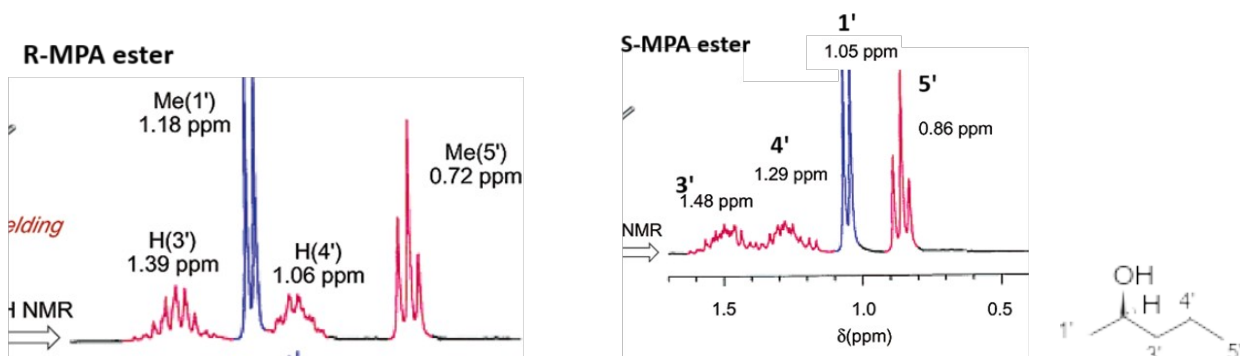 R-MPA ester
Me(1')
1.18 ppm
Me(5')
0.72 ppm
elding
H(3')
1.39 ppm
H(4')
1.06 ppm
H NMR
S-MPA ester
1'
1.05 ppm
5'
0.86 ppm
4'
1.29 ppm
3'
1.48 ppm
NMR
1.5 1.0 0.5
δ(ppm)
OH
H 4'
1'
5'